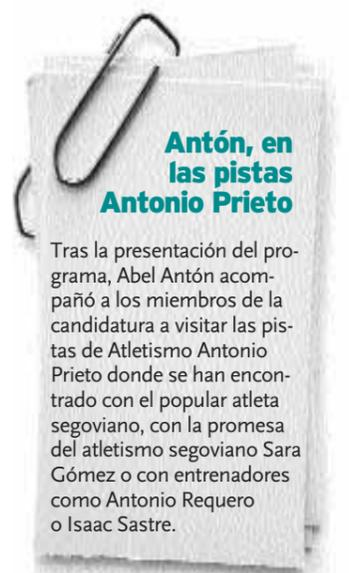 Antón, en
las pistas
Antonio Prieto
Tras la presentación del pro-
grama, Abel Antón acom-
pañó a los miembros de la
candidatura a visitar las pis-
tas de Atletismo Antonio
Prieto donde se han encon-
trado con el popular atleta
segoviano, con la promesa
del atletismo segoviano Sara
Gómez o con entrenadores
como Antonio Requero
o Isaac Sastre.